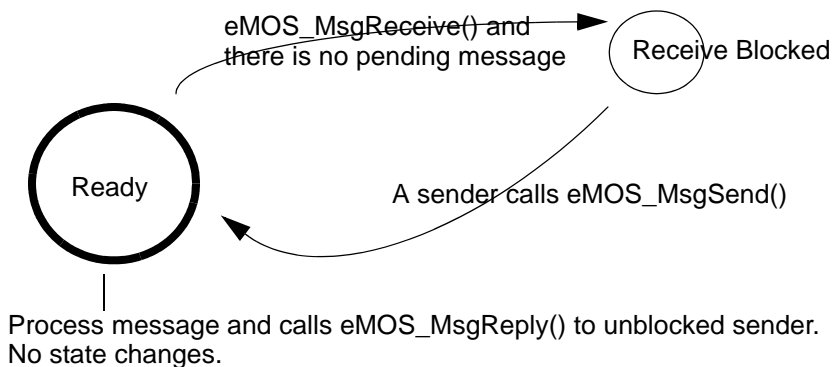 eMOS_MsgReceive() and
there is no pending message
Receive Blocked
Ready
A sender calls eMOS_MsgSend()
Process message and calls eMOS_MsgReply() to unblocked sender.
No state changes.